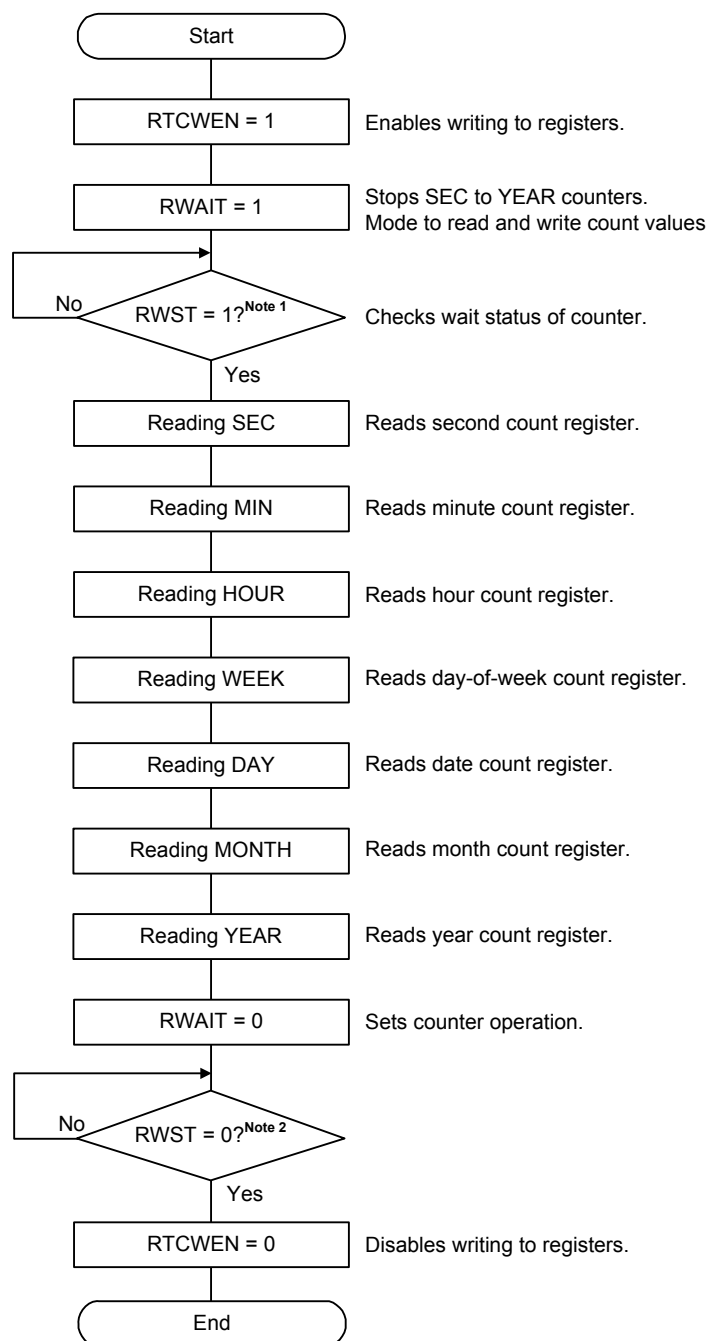 Start
RTCWEN = 1
Enables writing to registers.
RWAIT = 1
Stops SEC to YEAR counters.
Mode to read and write count values
No
RWST = 1?Note 1
Checks wait status of counter.
Yes
Reading SEC
Reads second count register.
Reading MIN
Reads minute count register.
Reading HOUR
Reads hour count register.
Reading WEEK
Reads day-of-week count register.
Reading DAY
Reads date count register.
Reading MONTH
Reads month count register.
Reading YEAR
Reads year count register.
RWAIT = 0
Sets counter operation.
No
RWST = 0?Note 2
Yes
RTCWEN = 0
Disables writing to registers.
End